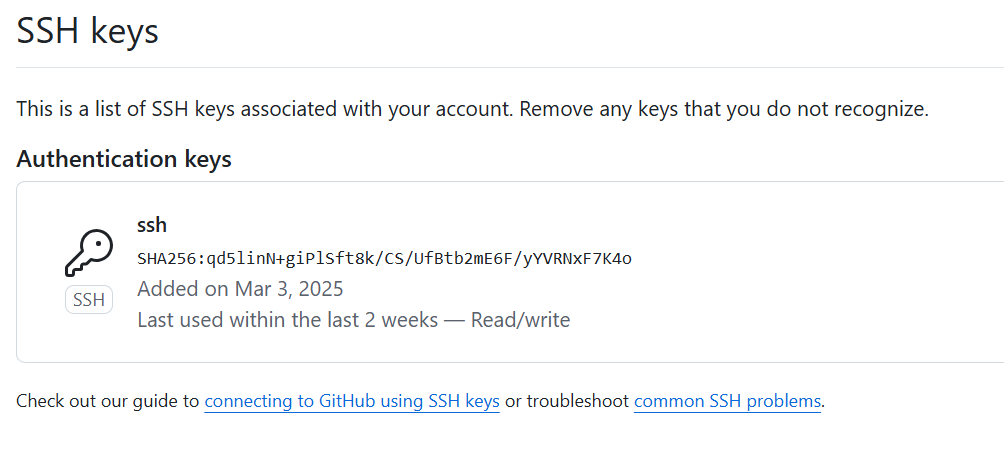 SSH keys
This is a list of SSH keys associated with your account. Remove any keys that you do not recognize.
Authentication keys
ssh
SHA256:qd5linN+giPlSft8k/CS/UfBtb2mE6F/yYVRNxF7K4o
Added on Mar 3, 2025
SSH
Last used within the last 2 weeks — Read/write
Check out our guide to connecting to GitHub using SSH keys or troubleshoot common SSH problems.